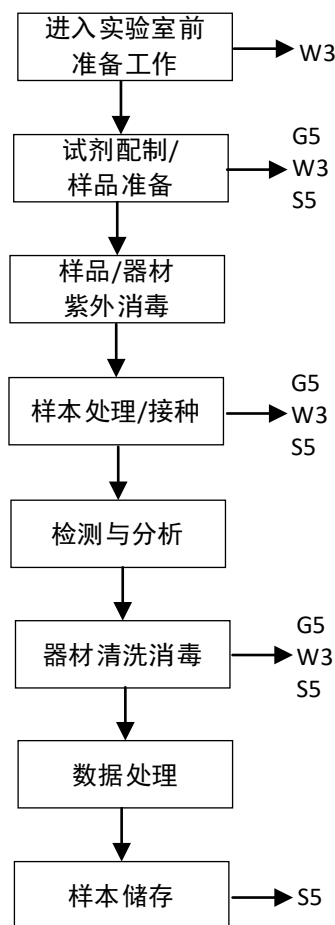 进入实验室前
准备工作
W3
试剂配制/
样品准备
G5
W3
S5
样品/器材
紫外消毒
样本处理/接种
G5
W3
S5
检测与分析
器材清洗消毒
G5
W3
S5
数据处理
样本储存
S5